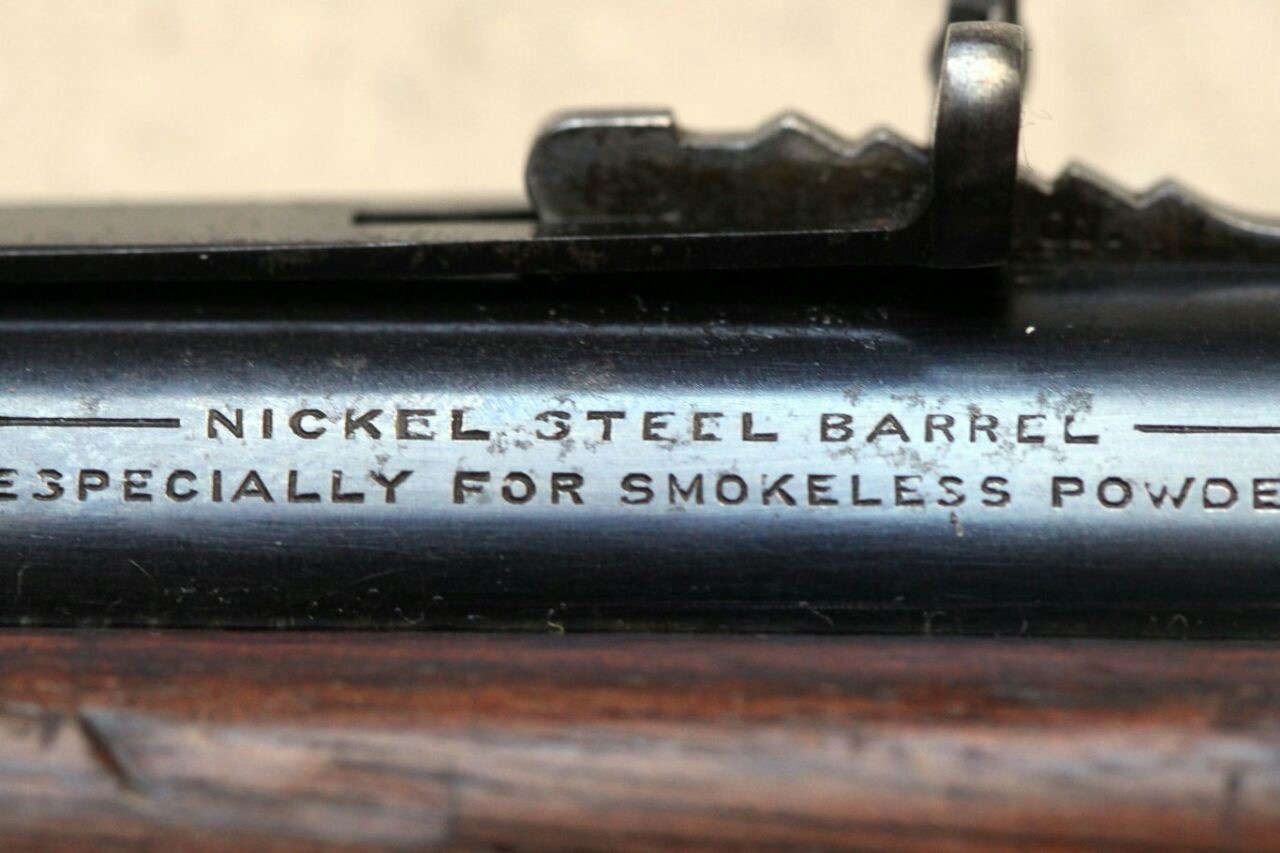 NICKEL STEEL BARREL
ESPECIALLY FOR SMOKELESS POWDE